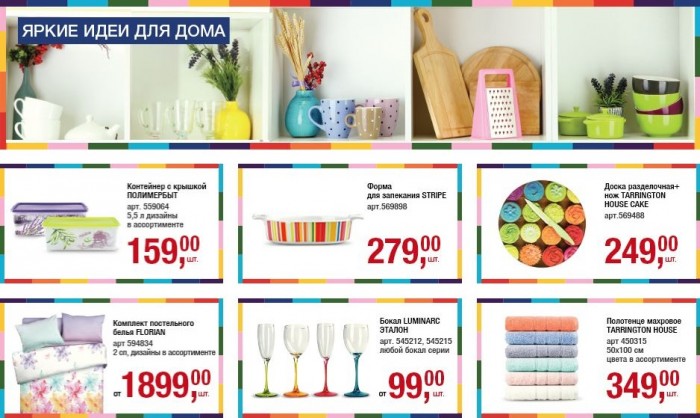 ЯРКИЕ ИДЕИ ДЛЯ ДОМА
Контейнер с крышкой
ПОЛИМЕРБЫТ
арт. 559064
5,5 л дизайны
в ассортименте
159,00
шт.
Форма
для запекания STRIPE
арт.569898
279,00
шт.
Доска разделочная+
нож TARRINGTON
HOUSE CAKE
арт.569488
249,00
шт.
Комплект постельного
белья FLORIAN
арт 594834
2 сп, дизайны в ассортименте
от 1899,00
шт.
Бокал LUMINARC
ЭТАЛОН
арт. 545212, 545215
любой бокал серии
от 99,00
шт.
Полотенце махровое
TARRINGTON HOUSE
арт 450315
50х100 см
цвета в ассортименте
349,00
шт.